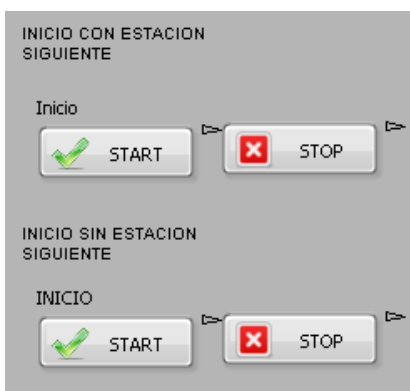 INICIO CON ESTACION
SIGUIENTE
Inicio
START STOP
INICIO SIN ESTACION
SIGUIENTE
INICIO
START STOP